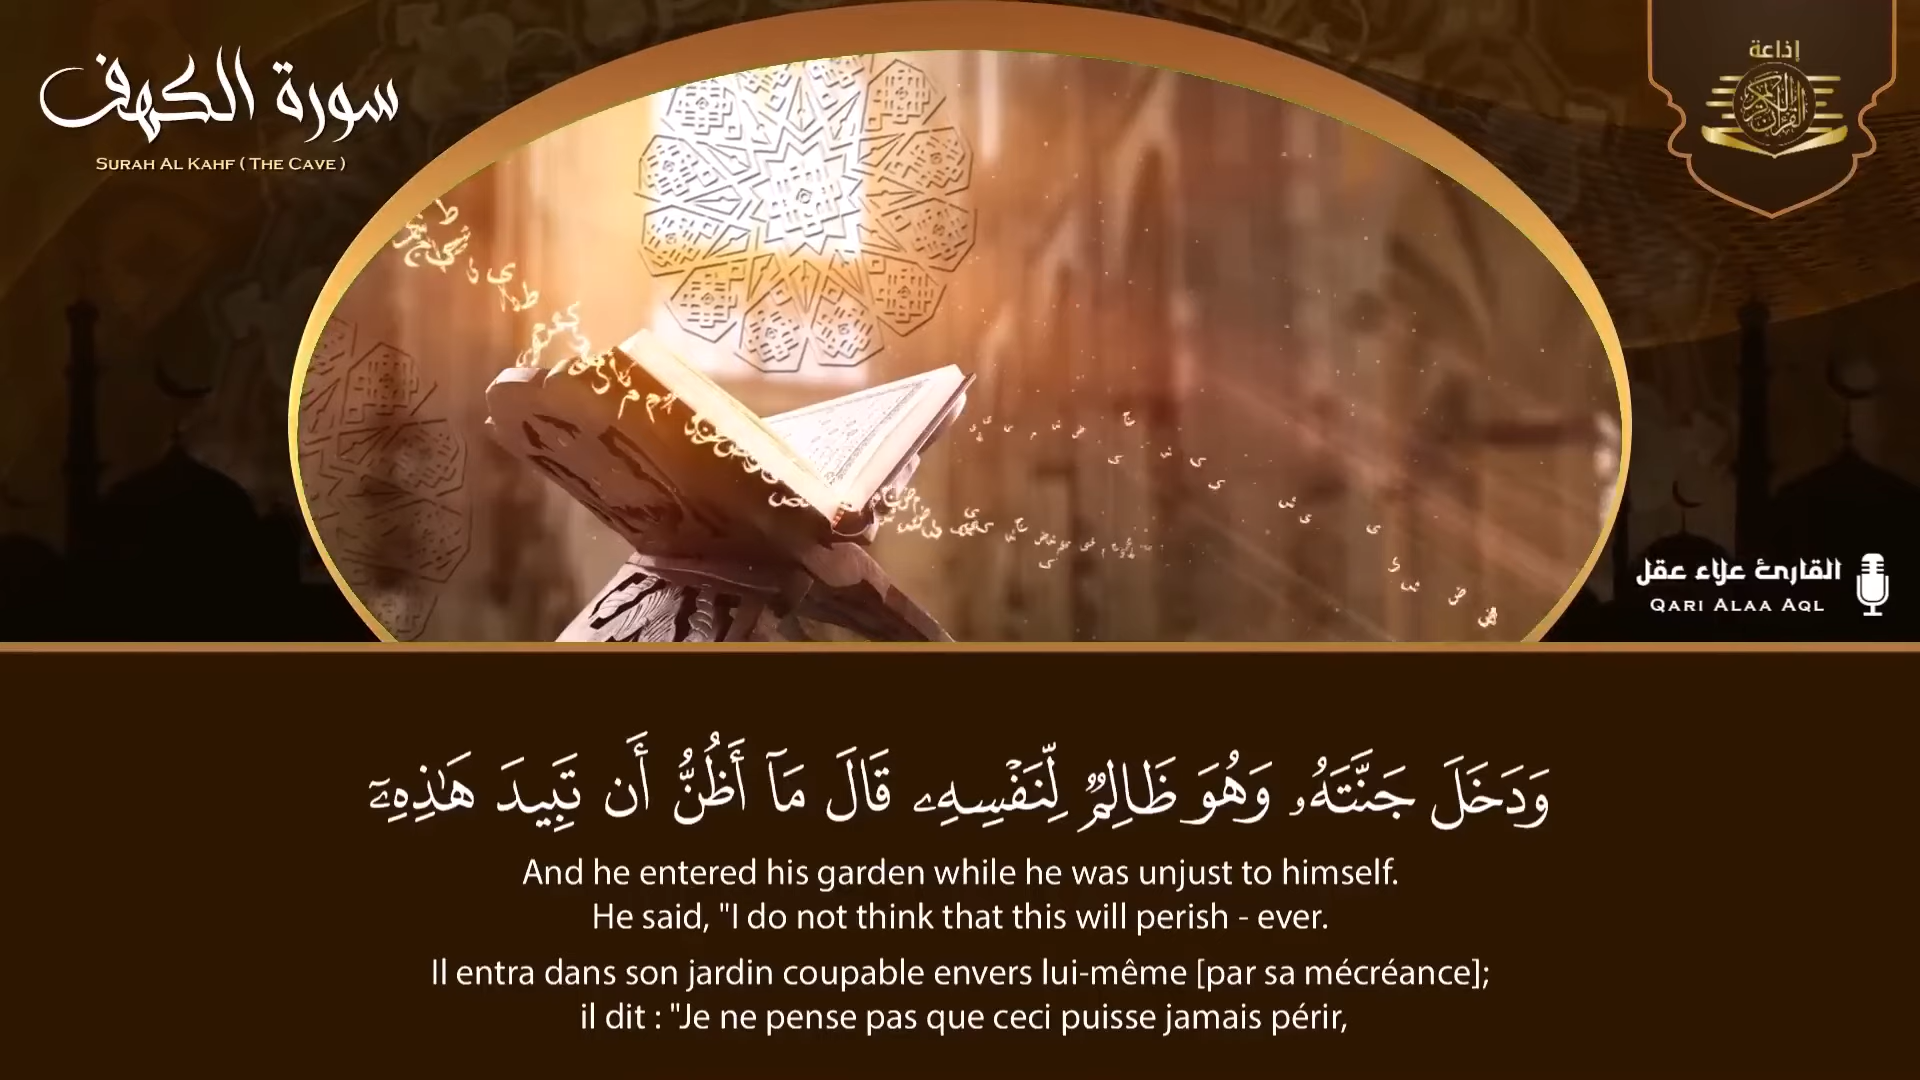 سورة الكهف
SURAH AL KAHF ( THE CAVE )
إذاعة
القرآن الكريم
القارئ علاء عقل
QARI ALAA AQL
وَدَخَلَ جَنَّتَهُۥ وَهُوَ ظَالِمٌ لِّنَفْسِهِۦ قَالَ مَآ أَظُنُّ أَن تَبِيدَ هَـٰذِهِۦٓ
And he entered his garden while he was unjust to himself.
He said, "I do not think that this will perish - ever.
Il entra dans son jardin coupable envers lui-même [par sa mécréance];
il dit : "Je ne pense pas que ceci puisse jamais périr,